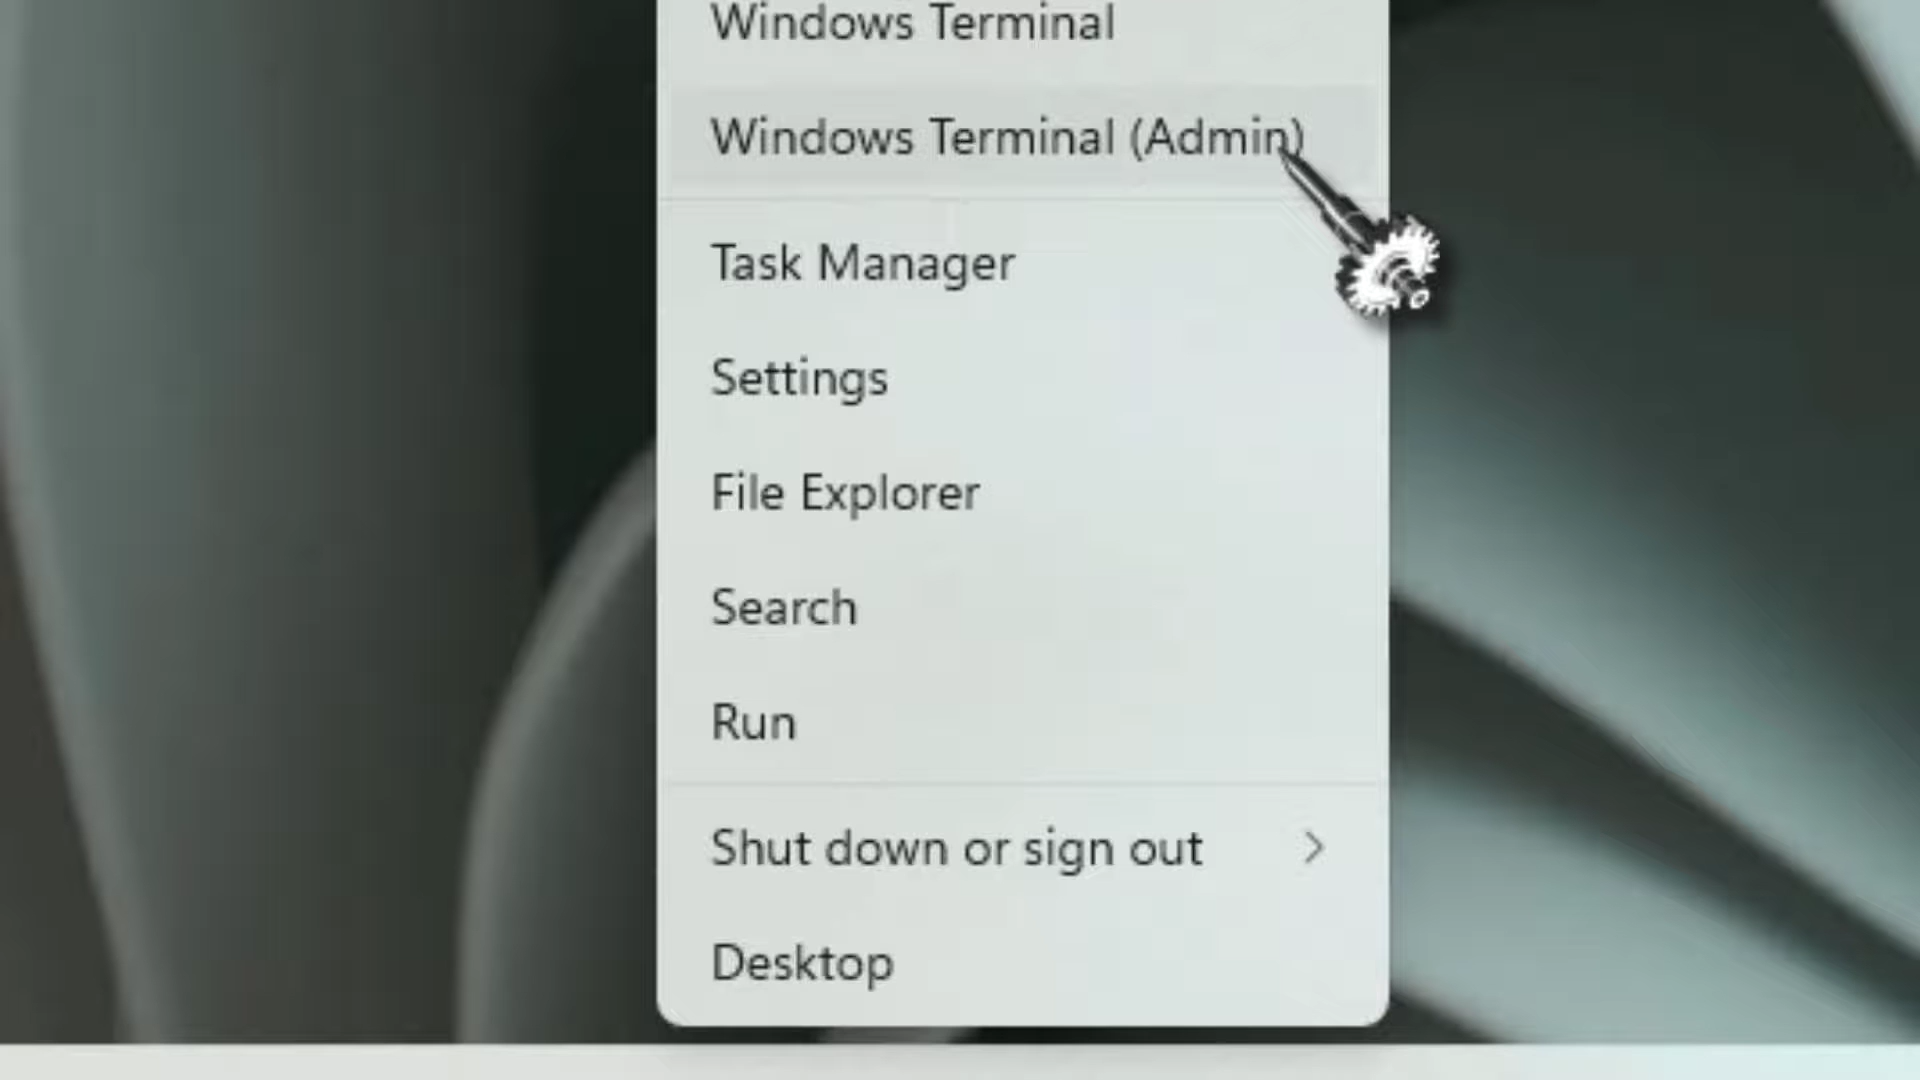 Windows Terminal
Windows Terminal (Admin)
Task Manager
Settings
File Explorer
Search
Run
Shut down or sign out
Desktop